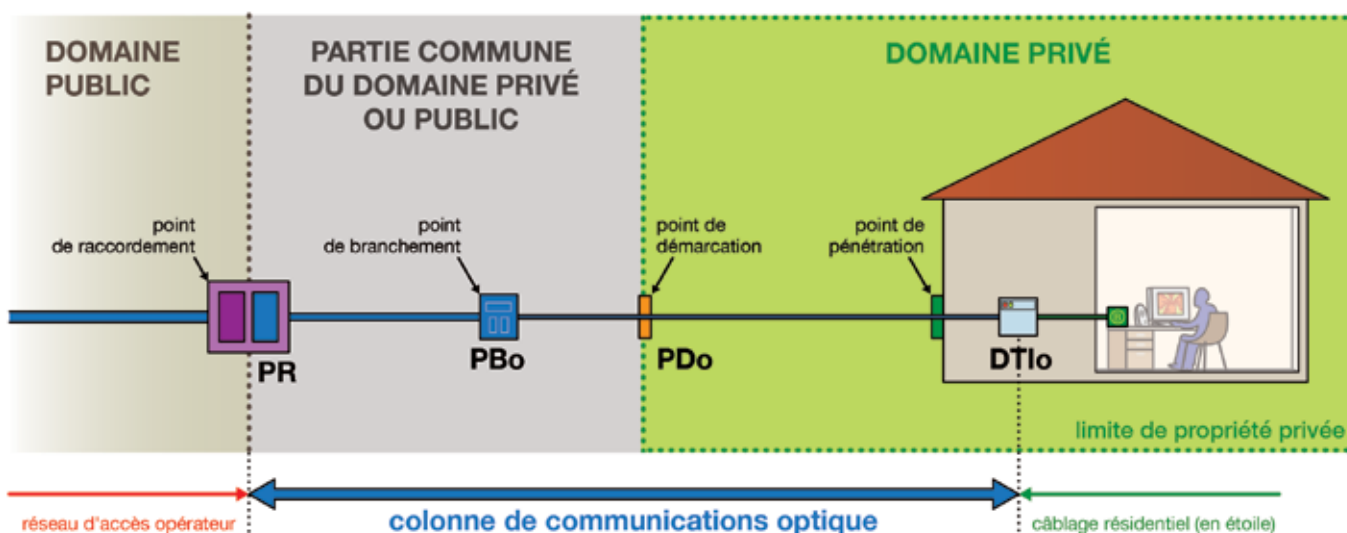 DOMAINE
PUBLIC
PARTIE COMMUNE
DU DOMAINE PRIVÉ
OU PUBLIC
DOMAINE PRIVÉ
point
de raccordement
point
de branchement
point de
démarcation
point de
pénétration
PR
PBo
PDo
DTIo
limite de propriété privée
réseau d'accès opérateur
colonne de communications optique
câblage résidentiel (en étoile)